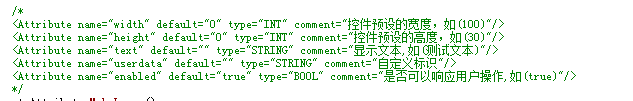 /*
<Attribute name="width" default="0" type="INT" comment="控件预设的宽度，如(100)"/>
<Attribute name="height" default="0" type="INT" comment="控件预设的高度，如(30)"/>
<Attribute name="text" default="" type="STRING" comment="显示文本,如(测试文本)"/>
<Attribute name="userdata" default="" type="STRING" comment="自定义标识"/>
<Attribute name="enabled" default="true" type="BOOL" comment="是否可以响应用户操作,如(true)"/>
*/